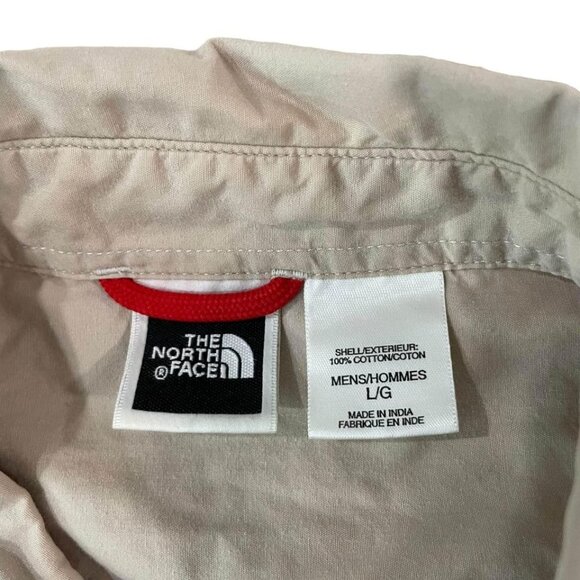 THE
NORTH
® FACE
SHELL/EXTERIEUR:
100% COTTON/COTON
MENS/HOMMES
L/G
MADE IN INDIA
FABRIQUE EN INDE